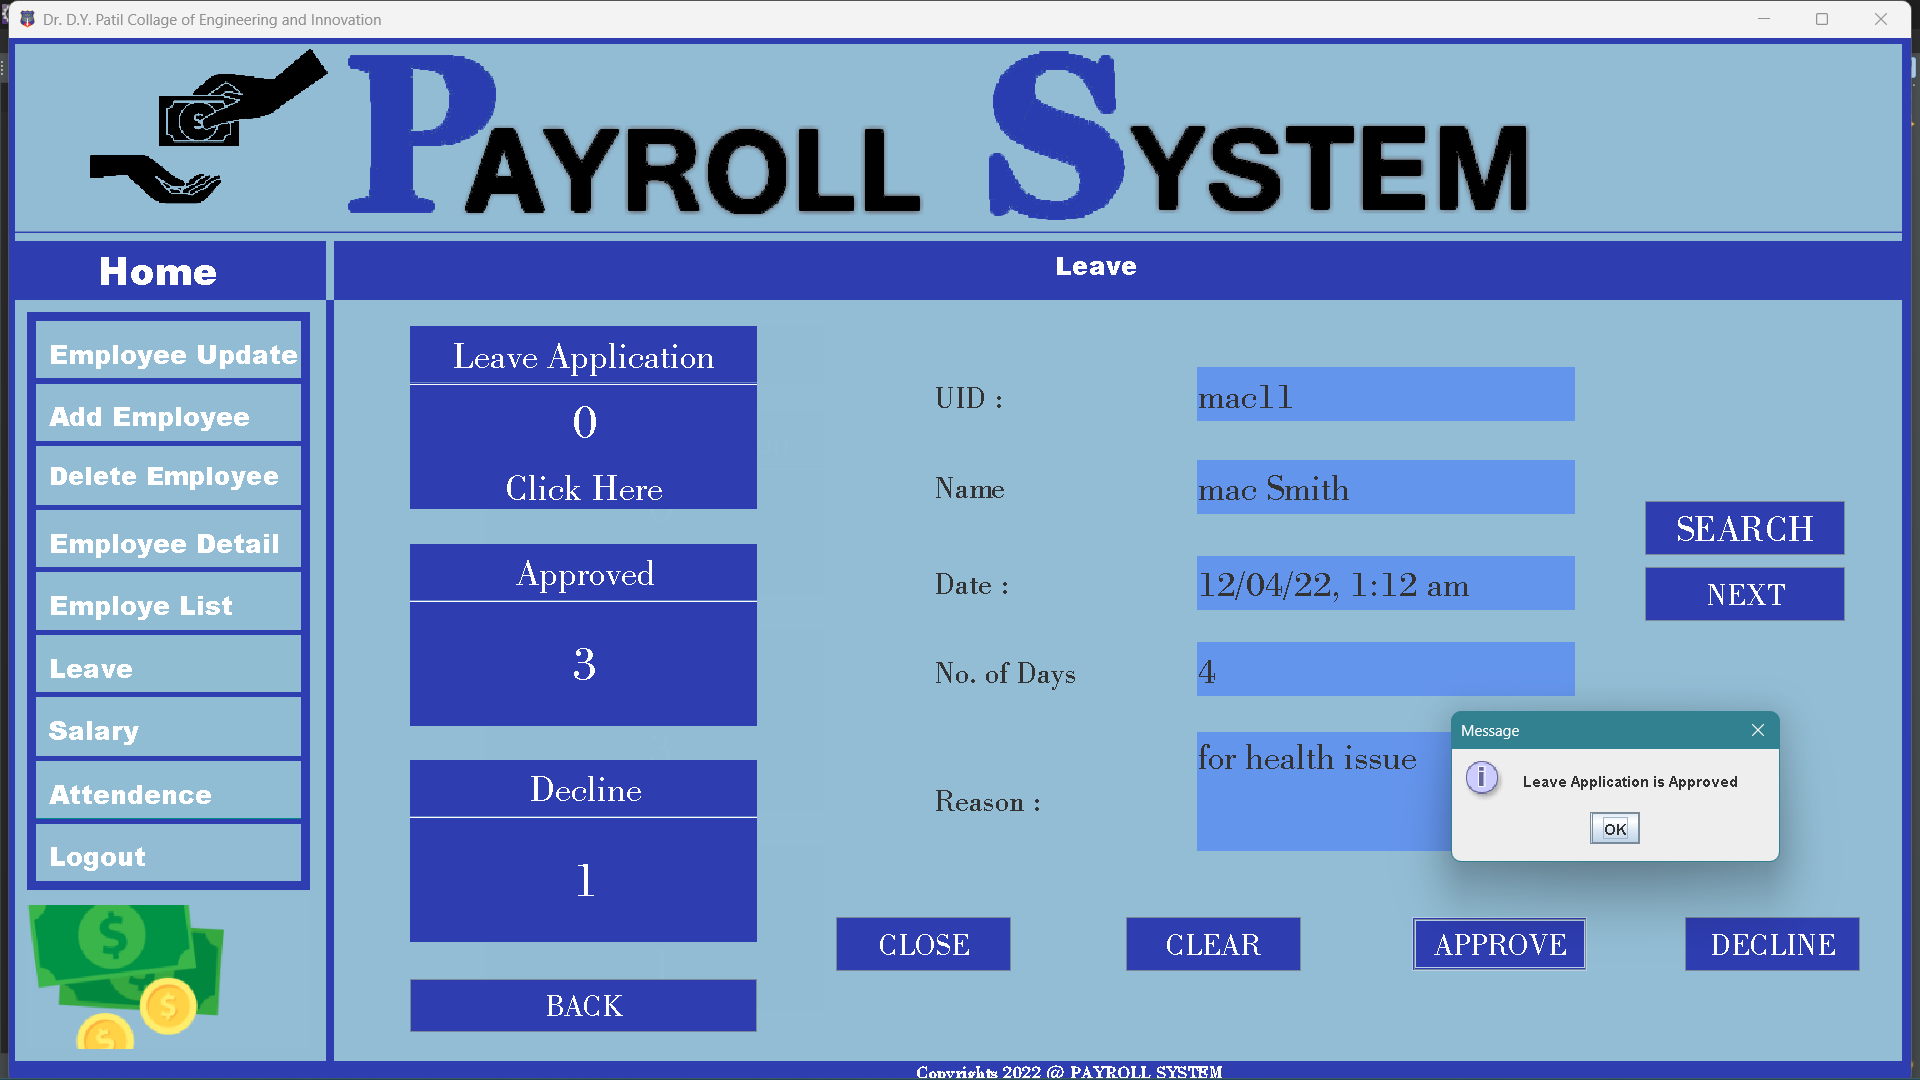 Dr. D.Y. Patil Collage of Engineering and Innovation
PAYROLL SYSTEM
Home
Leave
Employee Update
Add Employee
Delete Employee
Employee Detail
Employe List
Leave
Salary
Attendence
Logout
Leave Application
0
Click Here
Approved
3
Decline
1
BACK
UID :
mac11
Name
mac Smith
Date :
12/04/22, 1:12 am
No. of Days
4
Reason :
for health issue
SEARCH
NEXT
Message
Leave Application is Approved
OK
CLOSE
CLEAR
APPROVE
DECLINE
Copyrights 2022 @ PAYROLL SYSTEM